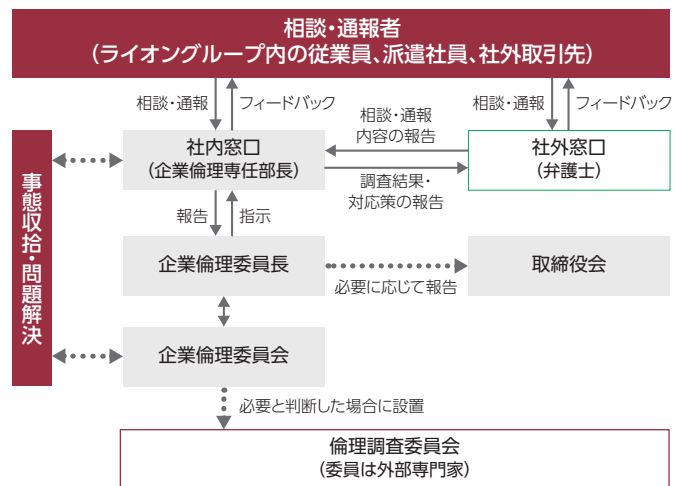 相談・通報者
（ライオングループ内の従業員、派遣社員、社外取引先）
相談・通報
フィードバック
相談・通報
内容の報告
相談・通報
フィードバック
社内窓口
（企業倫理専任部長）
社外窓口
（弁護士）
調査結果・
対応策の報告
事態収拾・問題解決
報告
指示
企業倫理委員長
必要に応じて報告
取締役会
企業倫理委員会
必要と判断した場合に設置
倫理調査委員会
（委員は外部専門家）